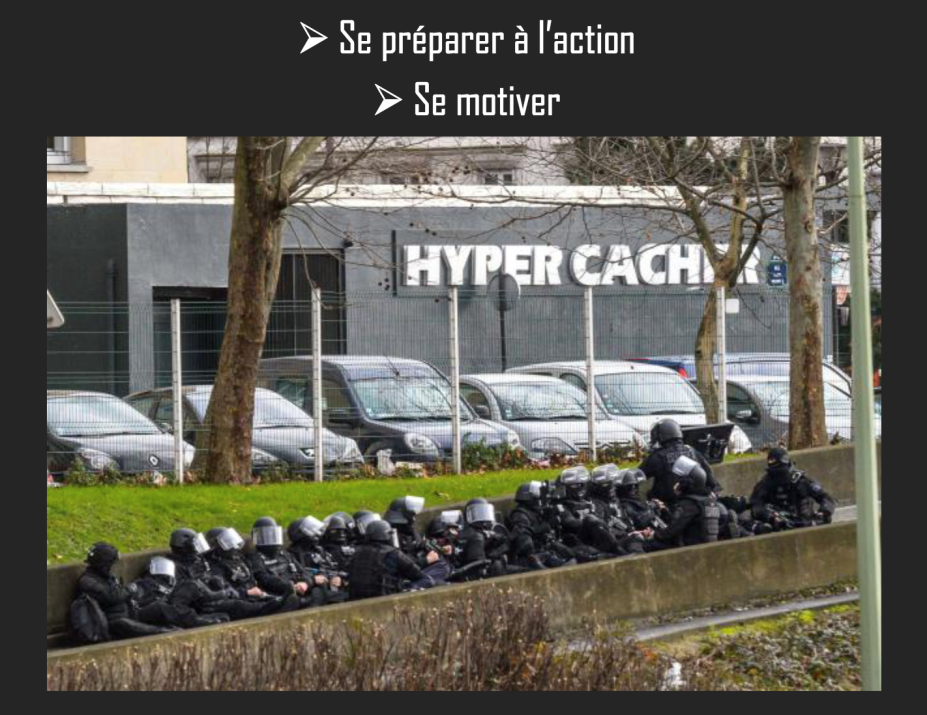 ➢ Se préparer à l'action
➢ Se motiver
HYPER CACHER